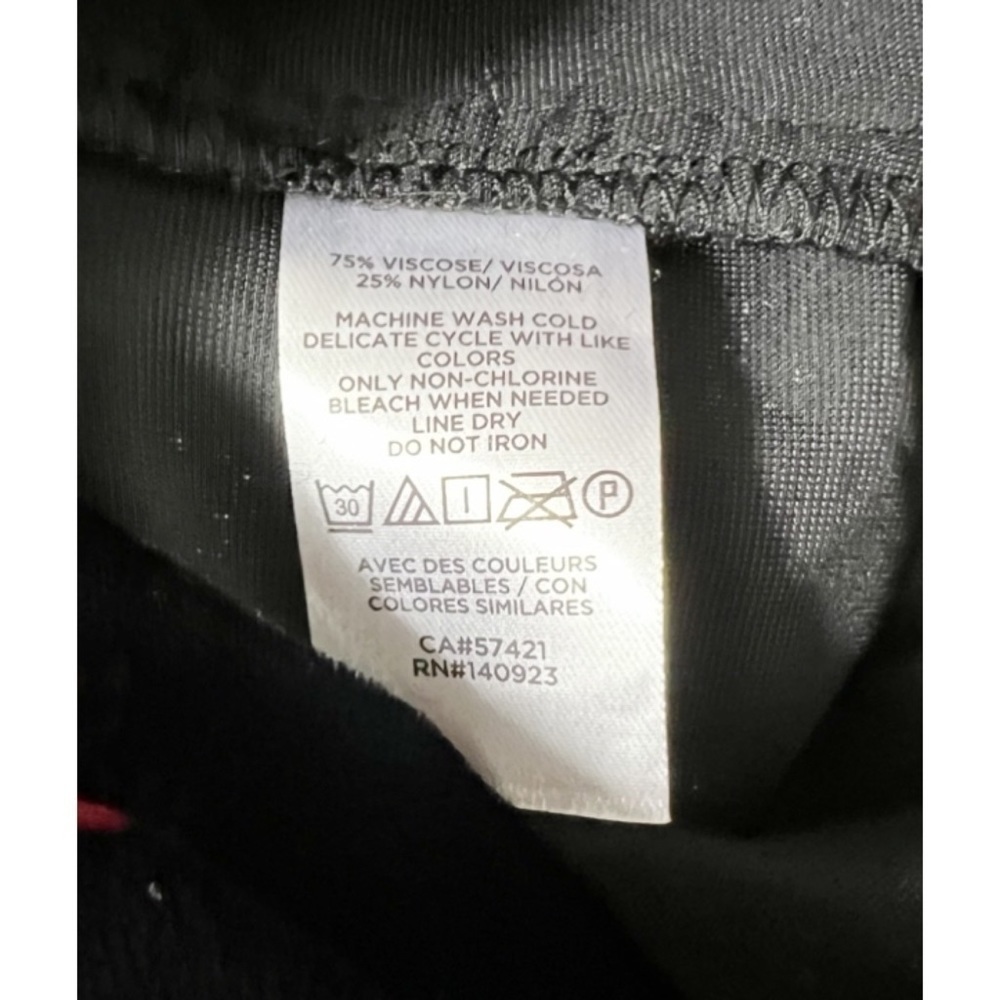 75% VISCOSE/ VISCOSA
25% NYLON/ NILÓN
MACHINE WASH COLD
DELICATE CYCLE WITH LIKE
COLORS
ONLY NON-CHLORINE
BLEACH WHEN NEEDED
LINE DRY
DO NOT IRON
30 P
AVEC DES COULEURS
SEMBLABLES / CON
COLORES SIMILARES
CA#57421
RN#140923